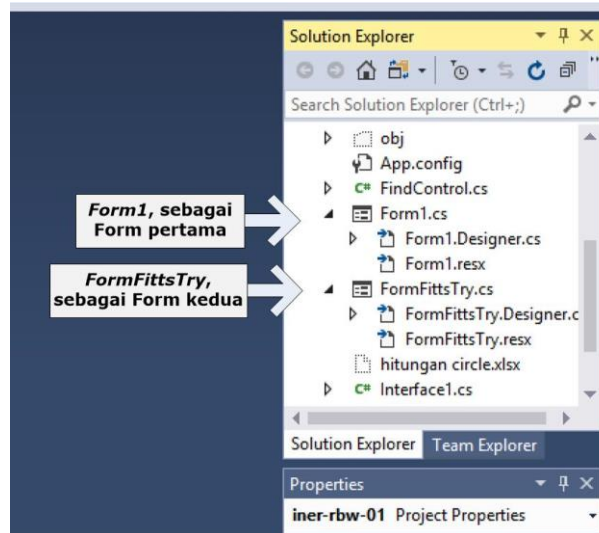 Solution Explorer
Search Solution Explorer (Ctrl+;)
obj
App.config
C# FindControl.cs
Form1, sebagai
Form pertama
Form1.cs
Form1.Designer.cs
Form1.resx
FormFittsTry,
sebagai Form kedua
FormFittsTry.cs
FormFittsTry.Designer.c
FormFittsTry.resx
hitungan circle.xlsx
C# Interface1.cs
Solution Explorer Team Explorer
Properties
iner-rbw-01 Project Properties